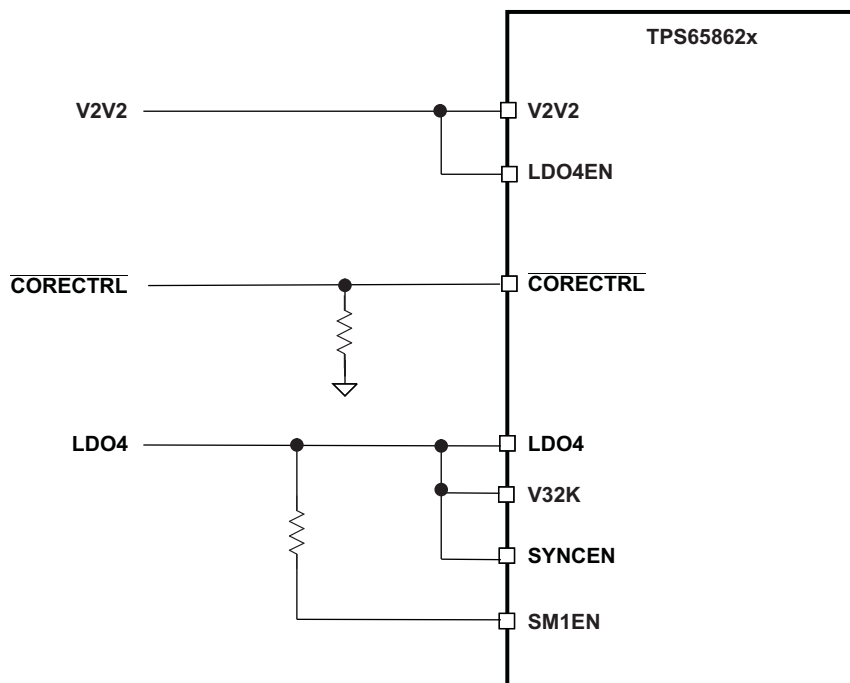 TPS65862x
V2V2
V2V2
LDO4EN
CORECTRL
CORECTRL
LDO4
LDO4
V32K
SYNCEN
SM1EN